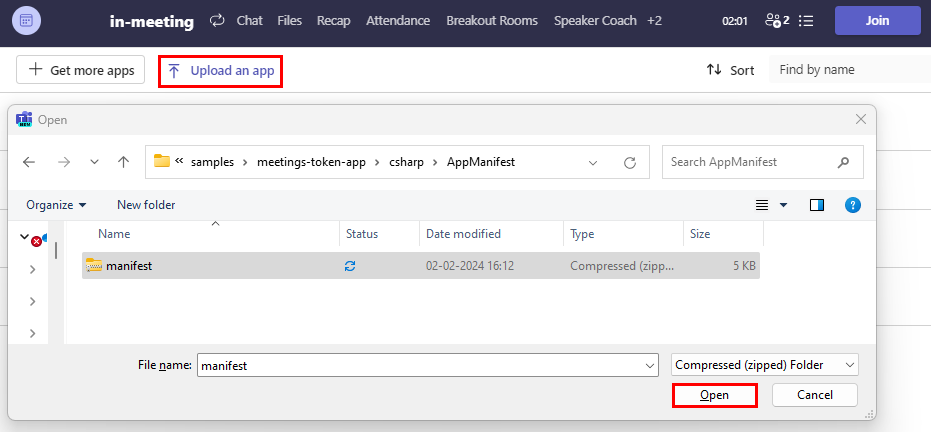 in-meeting Chat Files Recap Attendance Breakout Rooms Speaker Coach +2 02:01 2 Join
Get more apps Upload an app Sort Find by name
Open
« samples > meetings-token-app > csharp > AppManifest Search AppManifest
Organize New folder
Name Status Date modified Type Size
manifest 02-02-2024 16:12 Compressed (zipp... 5 KB
File name: manifest Compressed (zipped) Folder
Open Cancel